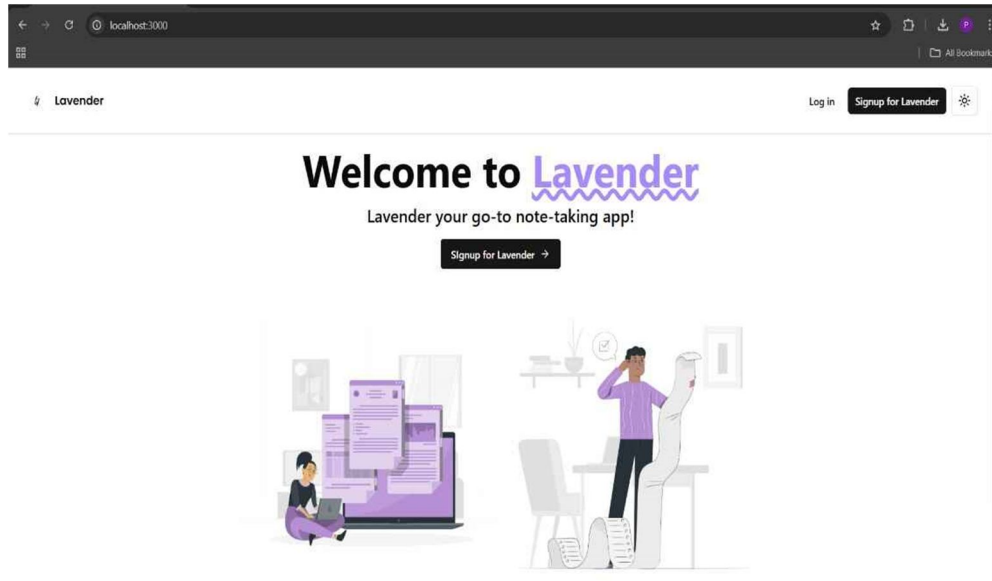 localhost:3000
P
All Bookmarks
Lavender
Log in
Signup for Lavender
Welcome to Lavender
Lavender your go-to note-taking app!
SIgnup for Lavender →